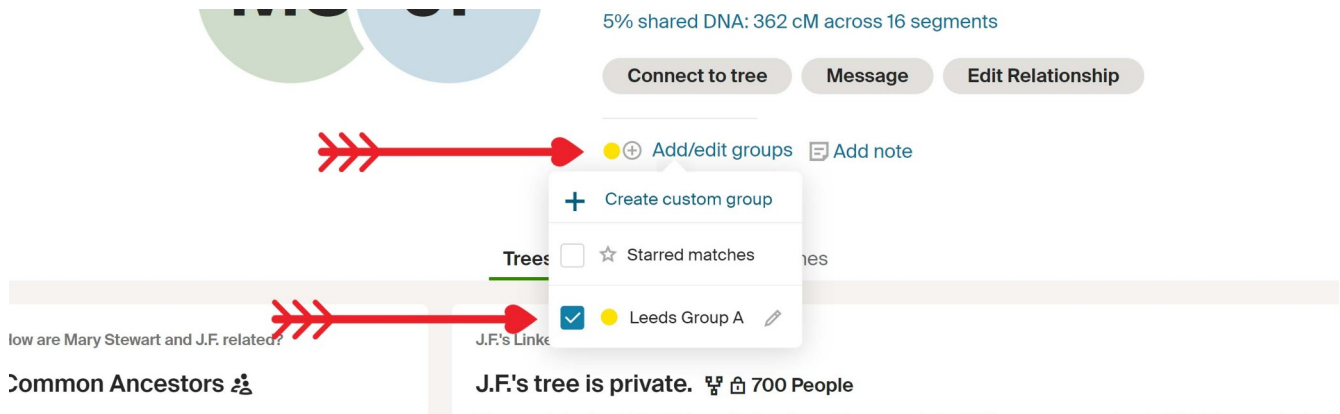 5% shared DNA: 362 cM across 16 segments
Connect to tree Message Edit Relationship
Add/edit groups Add note
Create custom group
Starred matches
Trees
Leeds Group A
How are Mary Stewart and J.F. related?
J.F.'s Linke
Common Ancestors
J.F.'s tree is private. 700 People